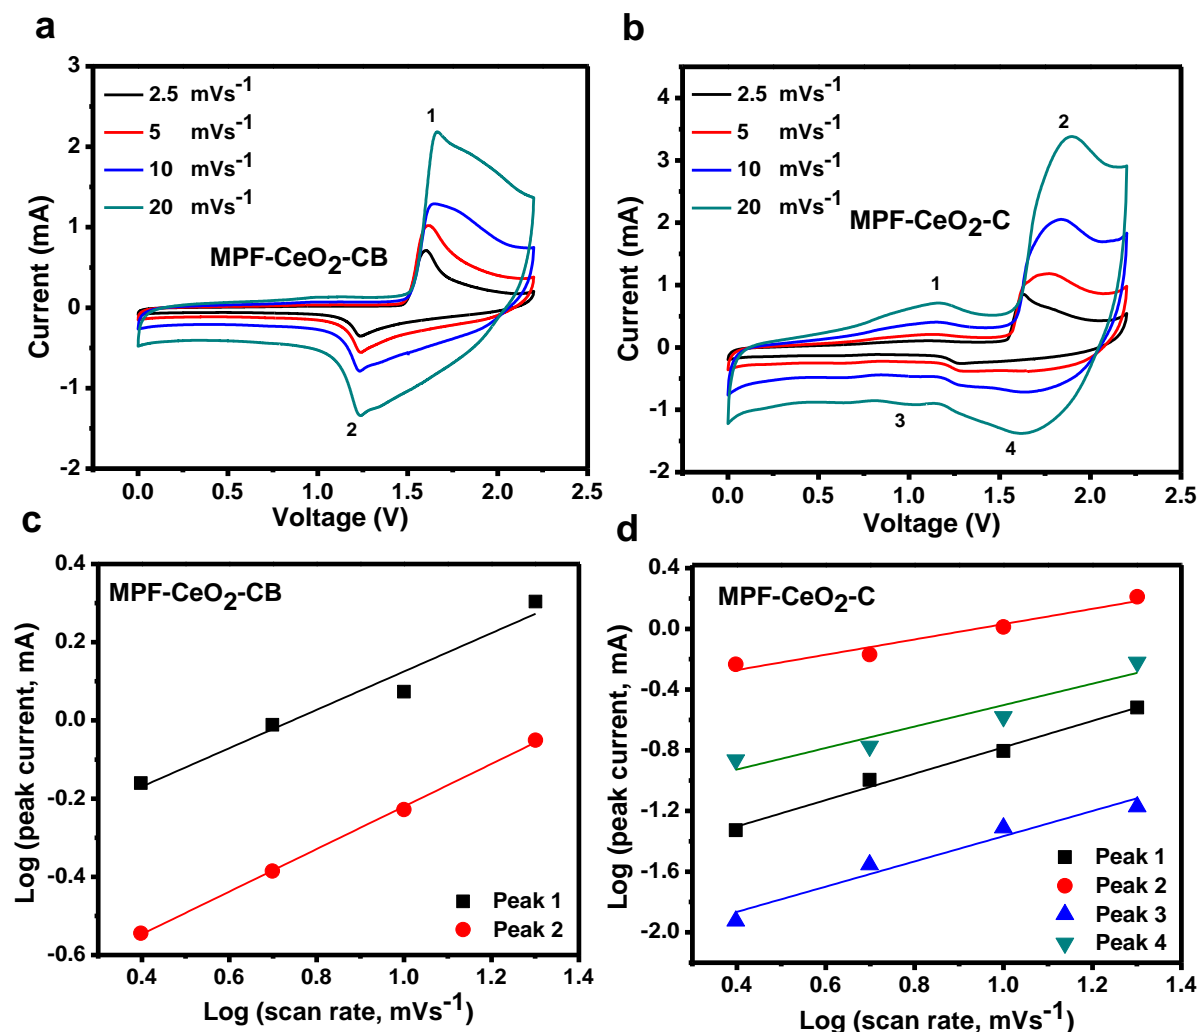 a
3
2
1
0
-1
-2
0.0 0.5 1.0 1.5 2.0 2.5
Current (mA)
Voltage (V)
2.5 mVs-1
5 mVs-1
10 mVs-1
20 mVs-1
MPF-CeO2-CB
1
2
b
4
3
2
1
0
-1
-2
0.0 0.5 1.0 1.5 2.0 2.5
Current (mA)
Voltage (V)
2.5 mVs-1
5 mVs-1
10 mVs-1
20 mVs-1
MPF-CeO2-C
1
2
3
4
c
0.4
0.2
0.0
-0.2
-0.4
-0.6
0.4 0.6 0.8 1.0 1.2 1.4
Log (peak current, mA)
Log (scan rate, mVs-1)
MPF-CeO2-CB
Peak 1
Peak 2
d
0.4
0.0
-0.4
-0.8
-1.2
-1.6
-2.0
0.4 0.6 0.8 1.0 1.2 1.4
Log (peak current, mA)
Log (scan rate, mVs-1)
MPF-CeO2-C
Peak 1
Peak 2
Peak 3
Peak 4